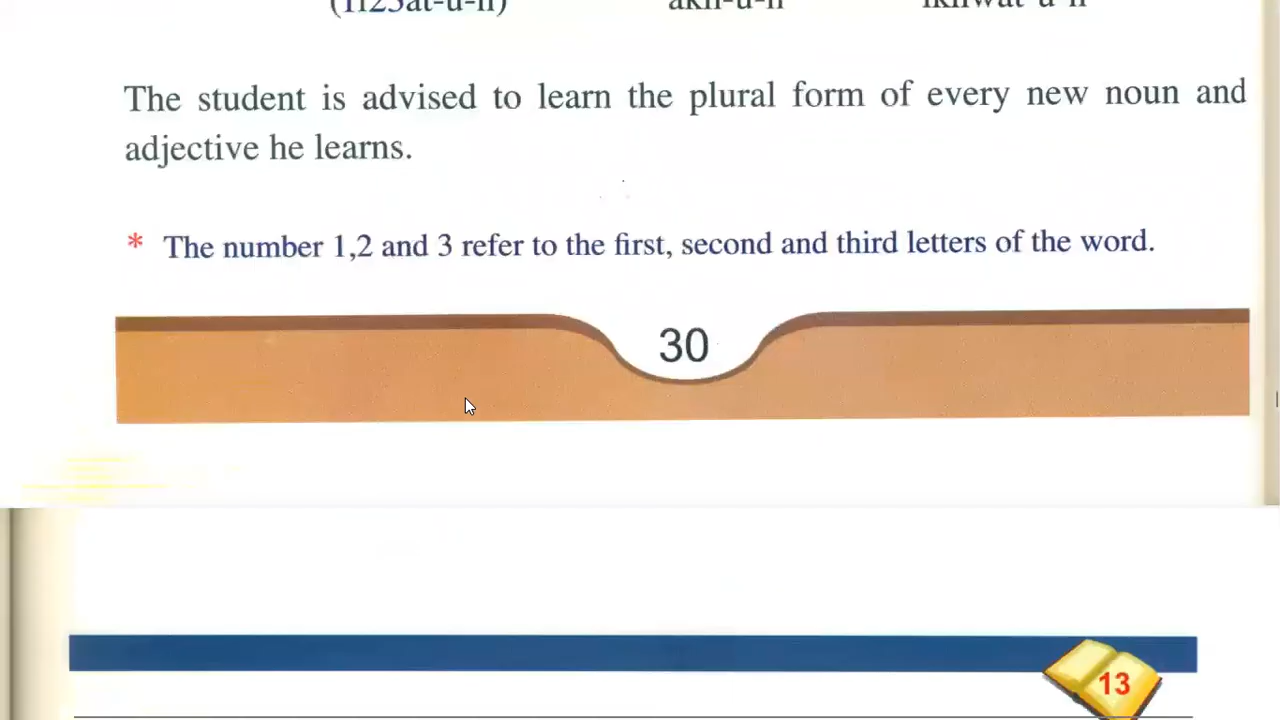 The student is advised to learn the plural form of every new noun and
adjective he learns.
* The number 1,2 and 3 refer to the first, second and third letters of the word.
30
13